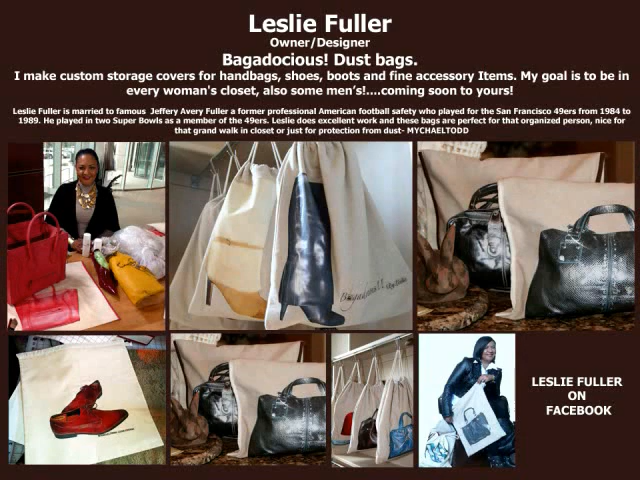 Leslie Fuller
Owner/Designer
Bagadocious! Dust bags.
I make custom storage covers for handbags, shoes, boots and fine accessory Items. My goal is to be in
every woman's closet, also some men's!....coming soon to yours!
Leslie Fuller is married to famous  Jeffery Avery Fuller a former professional American football safety who played for the San Francisco 49ers from 1984 to
1989. He played in two Super Bowls as a member of the 49ers. Leslie does excellent work and these bags are perfect for that organized person, nice for
that grand walk in closet or just for protection from dust- MYCHAELTODD
LESLIE FULLER
ON
FACEBOOK